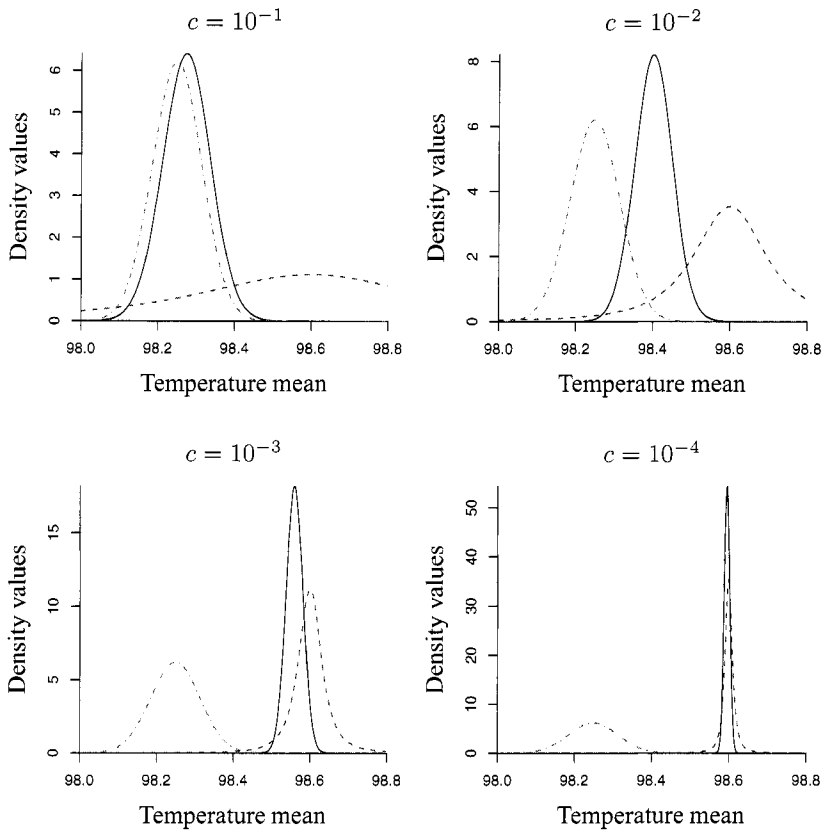 c = 10⁻¹
Density values
6
5
4
3
2
1
0
98.0 98.2 98.4 98.6 98.8
Temperature mean
c = 10⁻²
Density values
8
6
4
2
0
98.0 98.2 98.4 98.6 98.8
Temperature mean
c = 10⁻³
Density values
15
10
5
0
98.0 98.2 98.4 98.6 98.8
Temperature mean
c = 10⁻⁴
Density values
50
40
30
20
10
0
98.0 98.2 98.4 98.6 98.8
Temperature mean